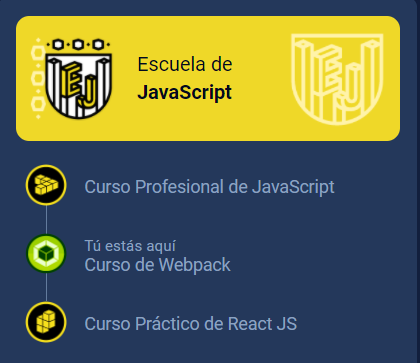 EJ
Escuela de
JavaScript
Curso Profesional de JavaScript
Tú estás aquí
Curso de Webpack
Curso Práctico de React JS